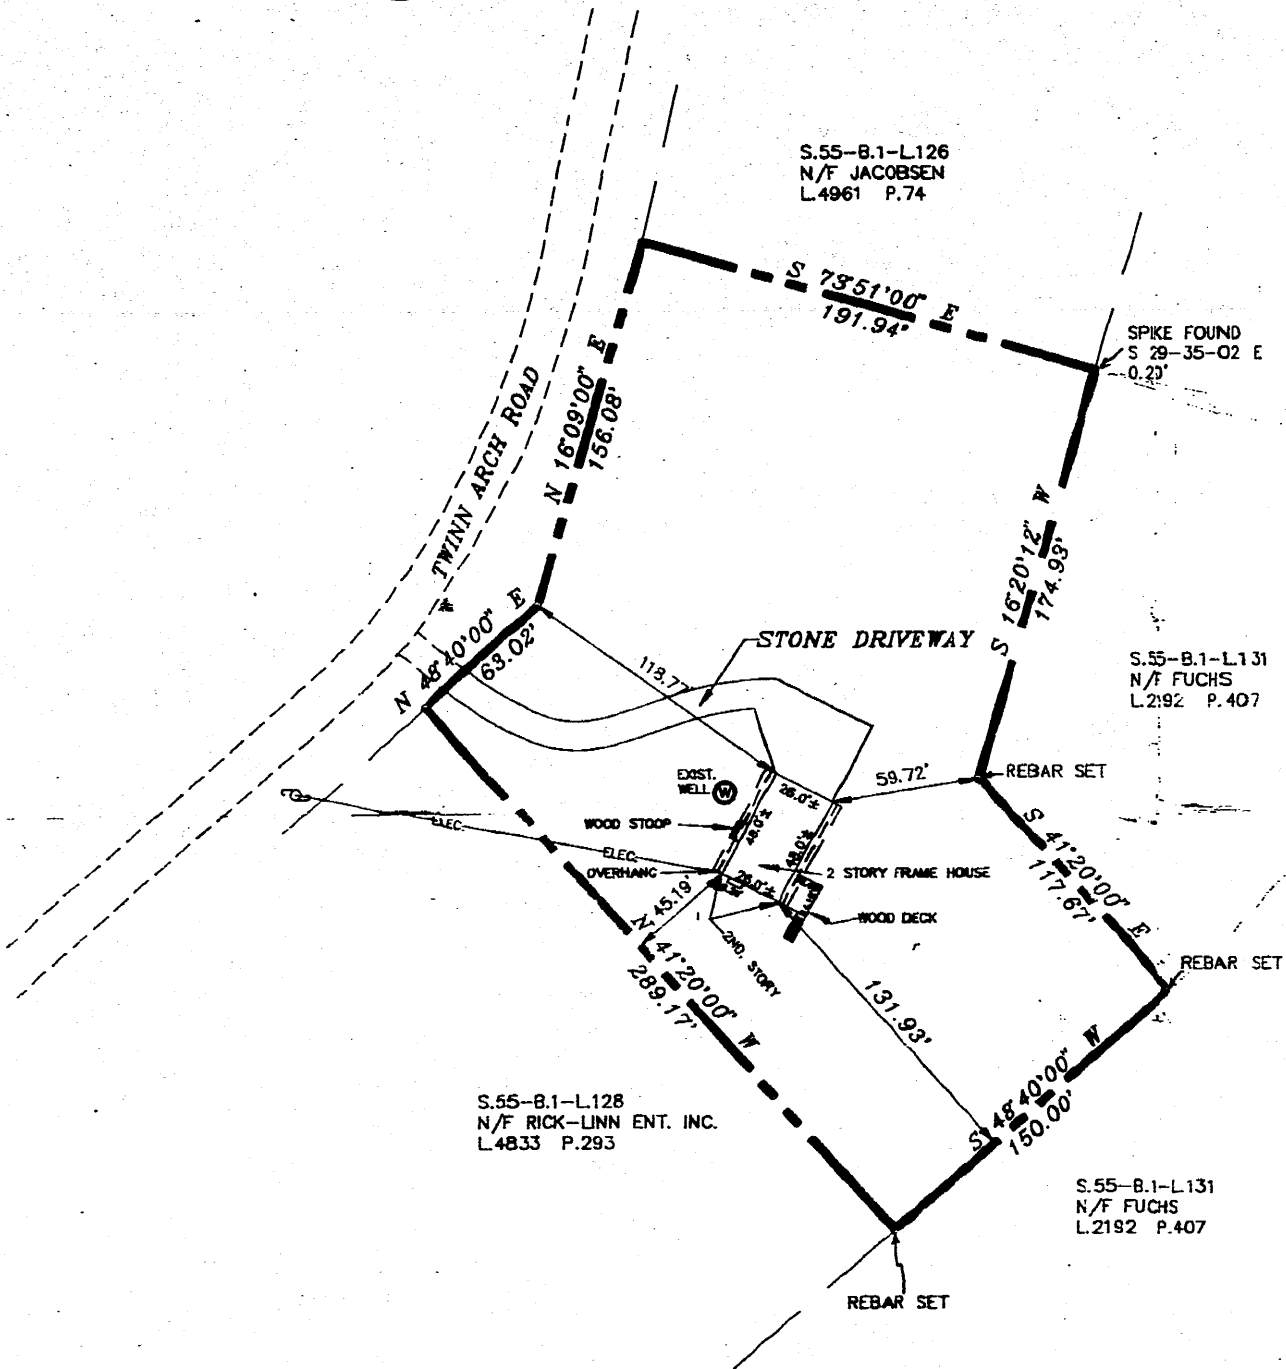 S.55-B.1-L.126
N/F JACOBSEN
L.4961 P.74
S 73°51'00" E
191.94'
SPIKE FOUND
S 29-35-02 E
0.20'
N 16°09'00" E
156.08'
TWINN ARCH ROAD
S 16°20'12" W
174.93'
N 48°40'00" E
63.02'
STONE DRIVEWAY
118.77'
S.55-B.1-L.131
N/F FUCHS
L.2192 P.407
59.72'
REBAR SET
EXIST.
WELL
W
26.0'±
WOOD STOOP
48.0'±
48.0'±
ELEC.
ELEC.
OVERHANG
26.0'±
2 STORY FRAME HOUSE
WOOD DECK
45.19'
2ND. STORY
S 41°20'00" E
117.67'
REBAR SET
N 41°20'00" W
289.17'
131.93'
S 48°40'00" W
150.00'
S.55-B.1-L.128
N/F RICK-LINN ENT. INC.
L.4833 P.293
S.55-B.1-L.131
N/F FUCHS
L.2192 P.407
REBAR SET